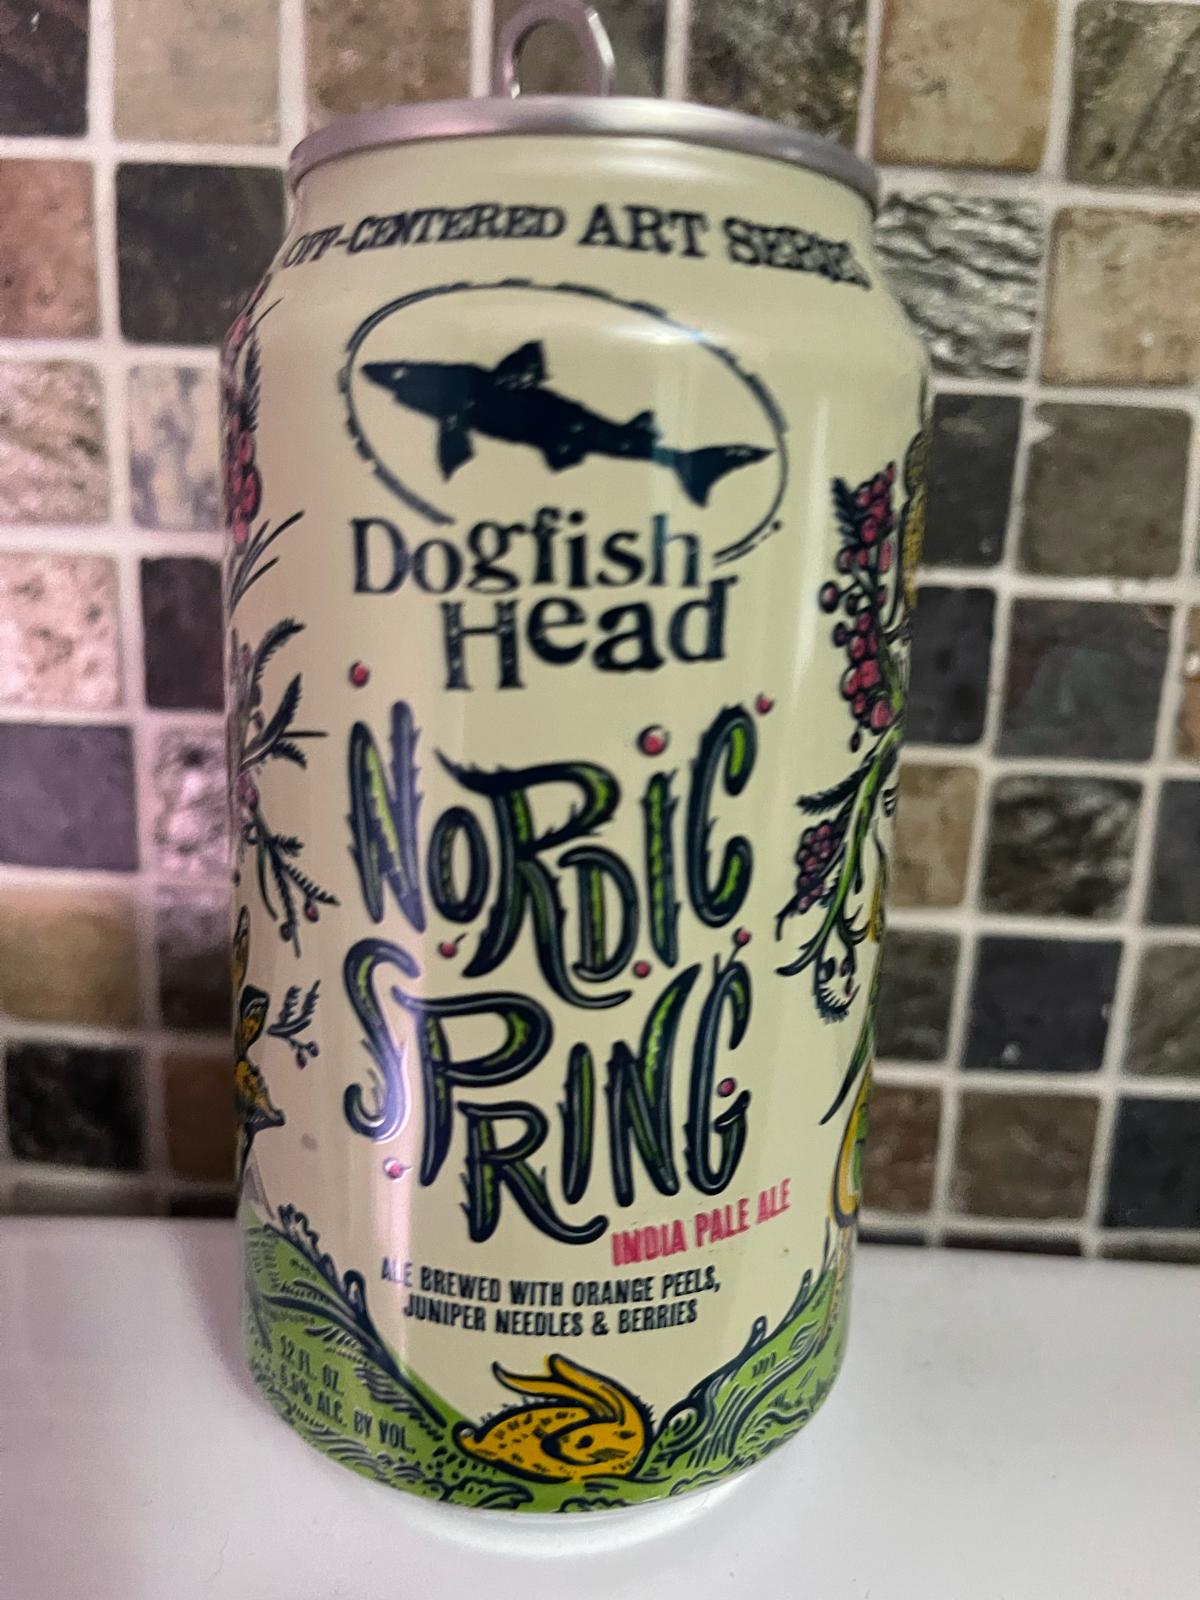 OFF-CENTERED ART SERIES
Dogfish
Head
NORDIC
SPRING
INDIA PALE ALE
ALE BREWED WITH ORANGE PEELS,
JUNIPER NEEDLES & BERRIES
12 FL. OZ.
ALC. BY VOL.